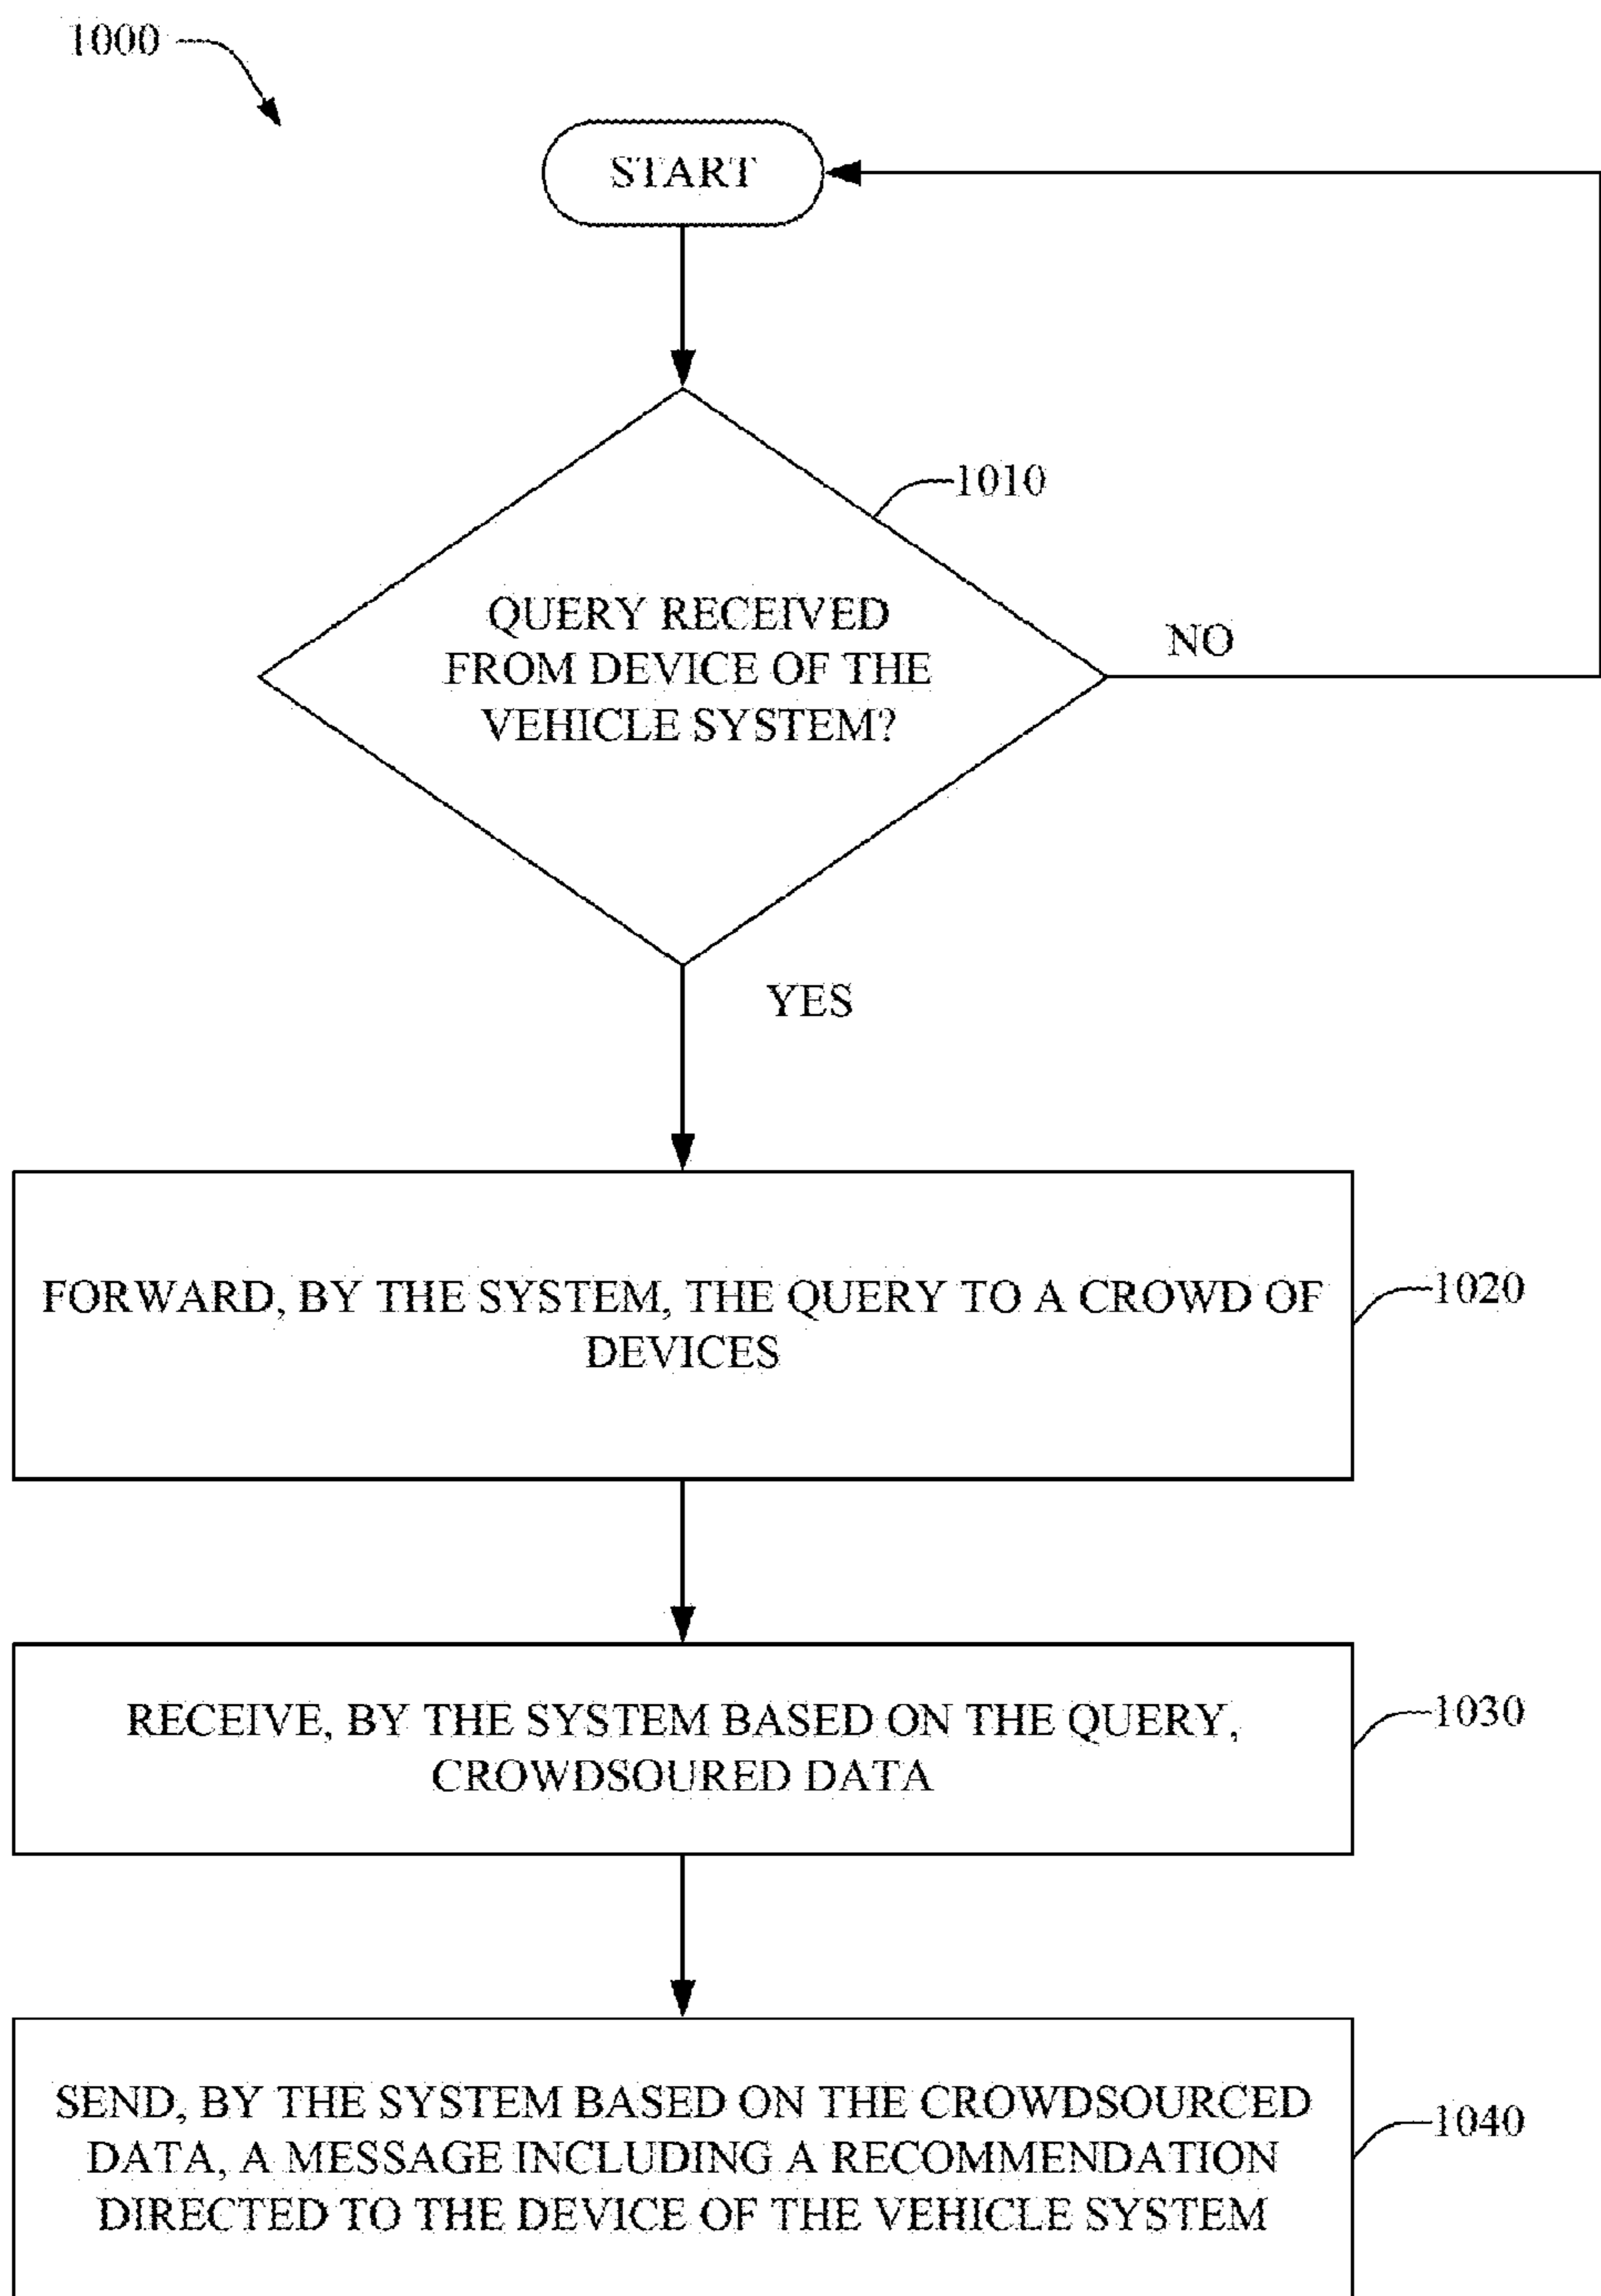 1000
START
1010
QUERY RECEIVED
FROM DEVICE OF THE
VEHICLE SYSTEM?
NO
YES
FORWARD, BY THE SYSTEM, THE QUERY TO A CROWD OF
DEVICES
1020
RECEIVE, BY THE SYSTEM BASED ON THE QUERY,
CROWDSOURED DATA
1030
SEND, BY THE SYSTEM BASED ON THE CROWDSOURCED
DATA, A MESSAGE INCLUDING A RECOMMENDATION
DIRECTED TO THE DEVICE OF THE VEHICLE SYSTEM
1040